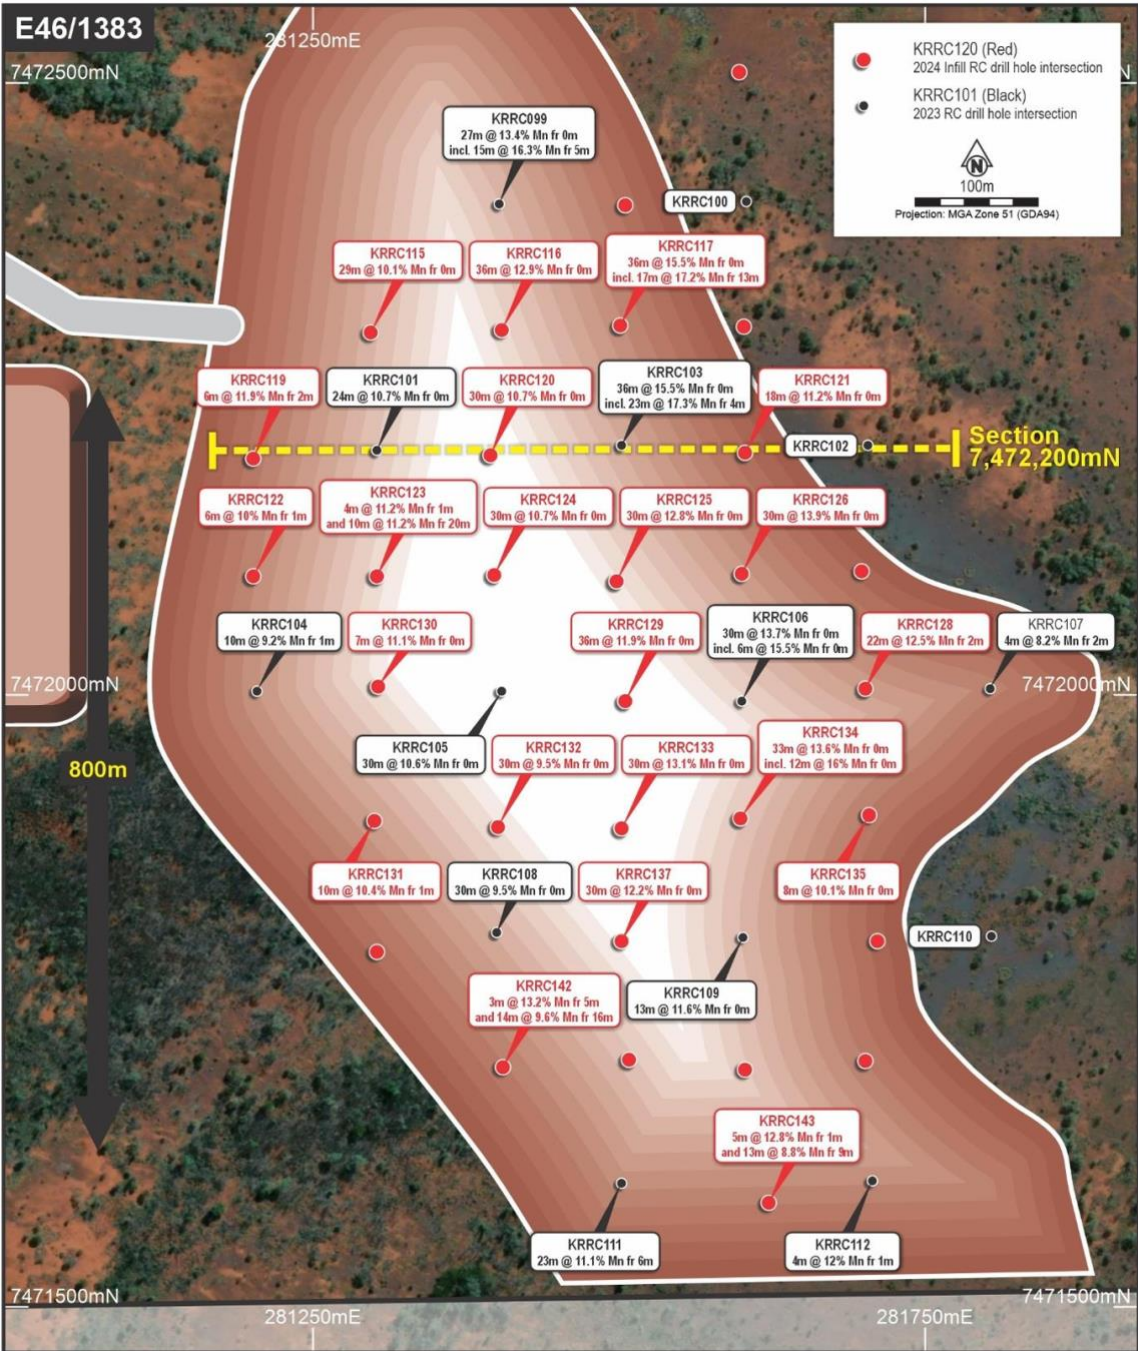 E46/1383
281250mE
7472500mN
N
KRRC120 (Red)
2024 Infill RC drill hole intersection
KRRC101 (Black)
2023 RC drill hole intersection
N
100m
Projection: MGA Zone 51 (GDA94)
KRRC099
27m @ 13.4% Mn fr 0m
incl. 15m @ 16.3% Mn fr 5m
KRRC100
KRRC115
29m @ 10.1% Mn fr 0m
KRRC116
36m @ 12.9% Mn fr 0m
KRRC117
36m @ 15.5% Mn fr 0m
incl. 17m @ 17.2% Mn fr 13m
KRRC119
6m @ 11.9% Mn fr 2m
KRRC101
24m @ 10.7% Mn fr 0m
KRRC120
30m @ 10.7% Mn fr 0m
KRRC103
36m @ 15.5% Mn fr 0m
incl. 23m @ 17.3% Mn fr 4m
KRRC121
18m @ 11.2% Mn fr 0m
KRRC102
Section
7,472,200mN
KRRC122
6m @ 10% Mn fr 1m
KRRC123
4m @ 11.2% Mn fr 1m
and 10m @ 11.2% Mn fr 20m
KRRC124
30m @ 10.7% Mn fr 0m
KRRC125
30m @ 12.8% Mn fr 0m
KRRC126
30m @ 13.9% Mn fr 0m
KRRC104
10m @ 9.2% Mn fr 1m
KRRC130
7m @ 11.1% Mn fr 0m
KRRC129
36m @ 11.9% Mn fr 0m
KRRC106
30m @ 13.7% Mn fr 0m
incl. 6m @ 15.5% Mn fr 0m
KRRC128
22m @ 12.5% Mn fr 2m
KRRC107
4m @ 8.2% Mn fr 2m
7472000mN
7472000mN
KRRC105
30m @ 10.6% Mn fr 0m
KRRC132
30m @ 9.5% Mn fr 0m
KRRC133
30m @ 13.1% Mn fr 0m
KRRC134
33m @ 13.6% Mn fr 0m
incl. 12m @ 16% Mn fr 0m
800m
KRRC131
10m @ 10.4% Mn fr 1m
KRRC108
30m @ 9.5% Mn fr 0m
KRRC137
30m @ 12.2% Mn fr 0m
KRRC135
8m @ 10.1% Mn fr 0m
KRRC110
KRRC142
3m @ 13.2% Mn fr 5m
and 14m @ 9.6% Mn fr 16m
KRRC109
13m @ 11.6% Mn fr 0m
KRRC143
5m @ 12.8% Mn fr 1m
and 13m @ 8.8% Mn fr 9m
KRRC111
23m @ 11.1% Mn fr 6m
KRRC112
4m @ 12% Mn fr 1m
7471500mN
7471500mN
281250mE
281750mE